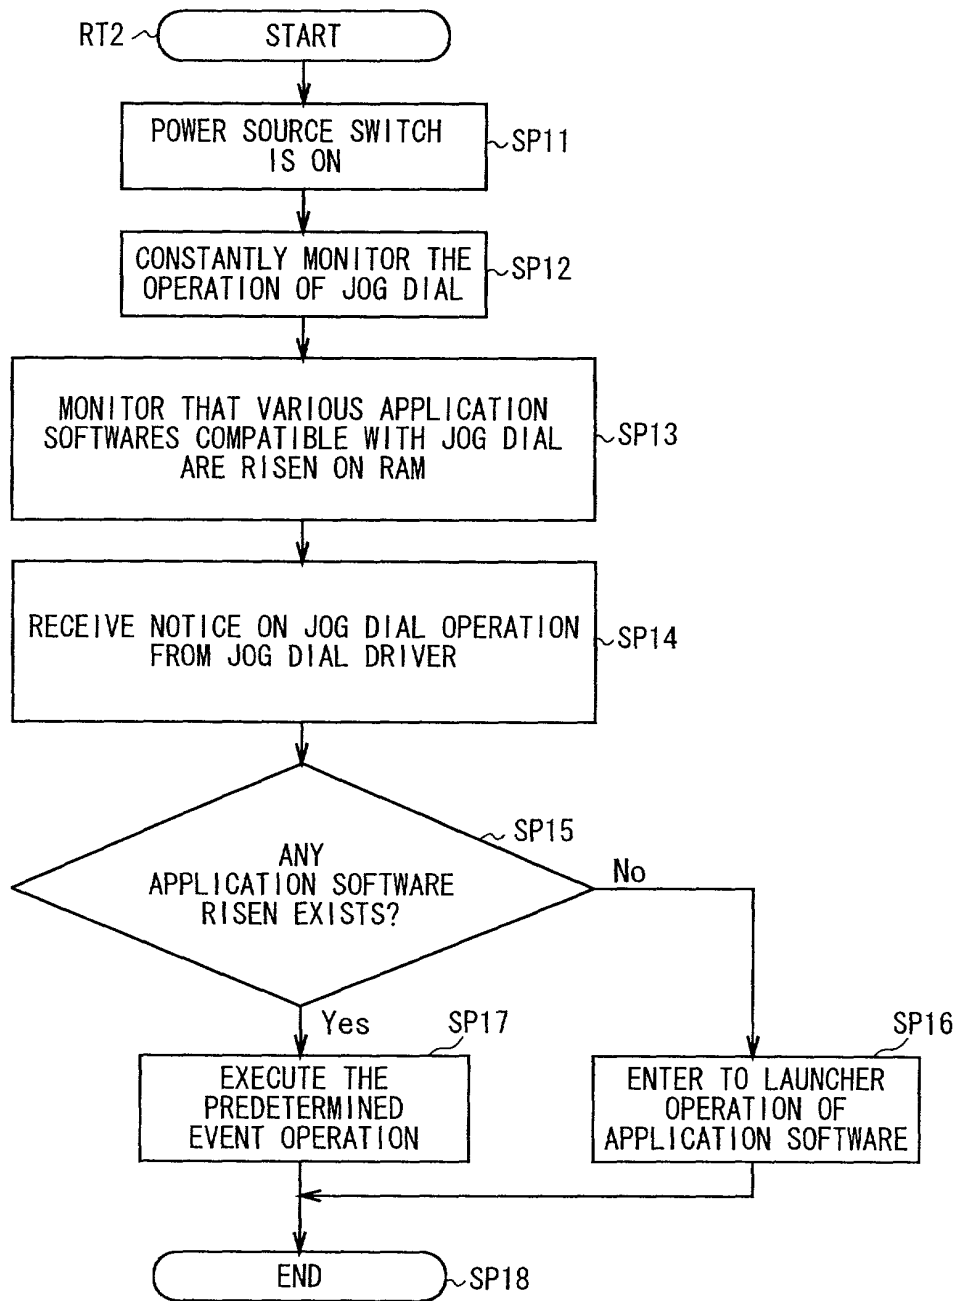 RT2
START
POWER SOURCE SWITCH
IS ON
SP11
CONSTANTLY MONITOR THE
OPERATION OF JOG DIAL
SP12
MONITOR THAT VARIOUS APPLICATION
SOFTWARES COMPATIBLE WITH JOG DIAL
ARE RISEN ON RAM
SP13
RECEIVE NOTICE ON JOG DIAL OPERATION
FROM JOG DIAL DRIVER
SP14
SP15
ANY
APPLICATION SOFTWARE
RISEN EXISTS?
No
Yes
SP17
EXECUTE THE
PREDETERMINED
EVENT OPERATION
SP16
ENTER TO LAUNCHER
OPERATION OF
APPLICATION SOFTWARE
END
SP18